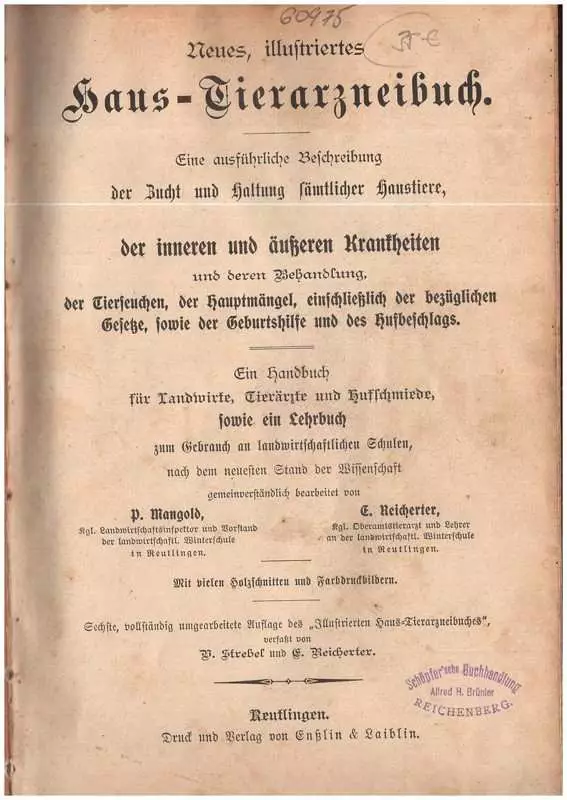 60975
Neues, illustriertes
Haus-Tierarzneibuch.
Eine ausführliche Beschreibung
der Zucht und Haltung sämtlicher Haustiere,
der inneren und äußeren Krankheiten
und deren Behandlung,
der Tierseuchen, der Hauptmängel, einschließlich der bezüglichen
Gesetze, sowie der Geburtshilfe und des Hufbeschlags.
Ein Handbuch
für Landwirte, Tierärzte und Hufschmiede,
sowie ein Lehrbuch
zum Gebrauch an landwirtschaftlichen Schulen,
nach dem neuesten Stand der Wissenschaft
gemeinverständlich bearbeitet von
P. Mangold,
Kgl. Landwirtschaftsinspektor und Vorstand
der landwirtschaftl. Winterschule
in Reutlingen.
E. Reicherter,
Kgl. Oberamtstierarzt und Lehrer
an der landwirtschaftl. Winterschule
in Reutlingen.
Mit vielen Holzschnitten und Farbdruckbildern.
Sechste, vollständig umgearbeitete Auflage des „Illustrierten Haus-Tierarzneibuches",
verfaßt von
V. Strebel und E. Reicherter.
Schöpfer'sche Buchhandlung
Alfred H. Brünler
REICHENBERG.
Reutlingen.
Druck und Verlag von Enßlin & Laiblin.